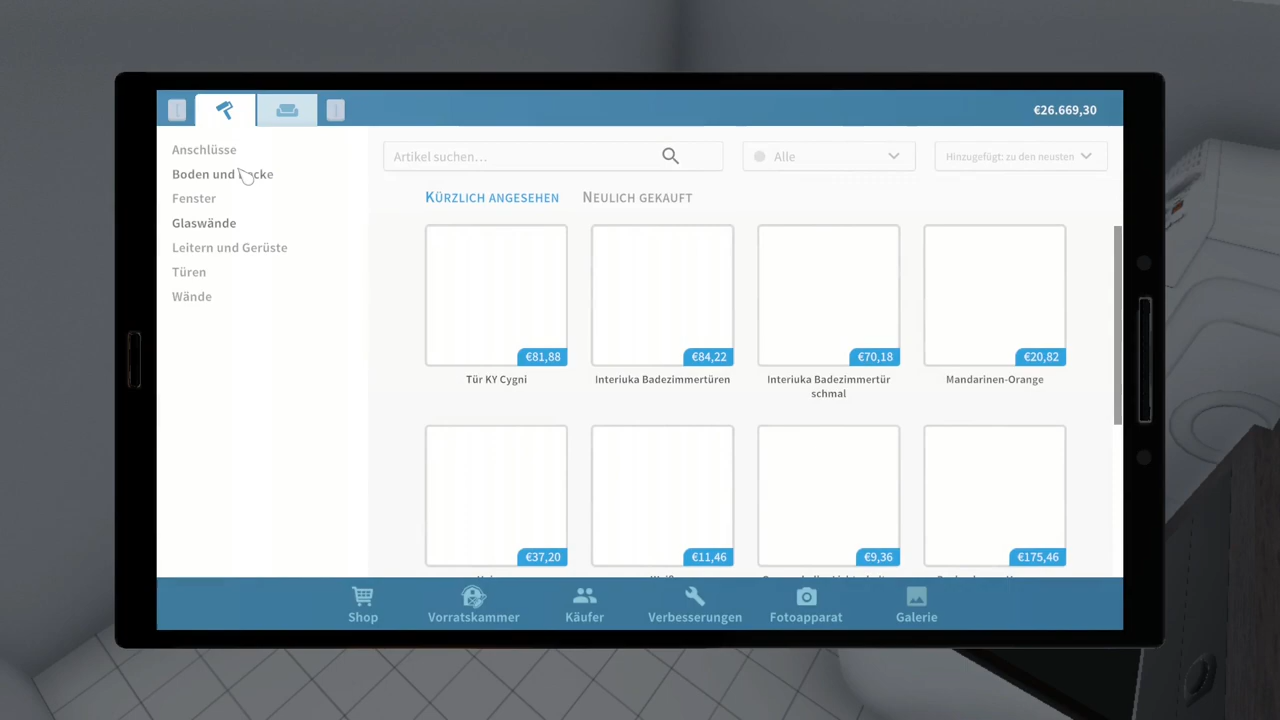 €26.669,30
Anschlüsse
Boden und
Fenster
Glaswände
Leitern und Gerüste
Türen
Wände
Artikel suchen...
Alle
Hinzugefügt: zu den neusten
KÜRZLICH ANGESEHEN
NEULICH GEKAUFT
€81,88
€84,22
€70,18
€20,82
Tür KY Cygni
Interiuka Badezimmertüren
Interiuka Badezimmertür
schmal
Mandarinen-Orange
€37,20
€11,46
€9,36
€175,46
Shop
Vorratskammer
Käufer
Verbesserungen
Fotoapparat
Galerie